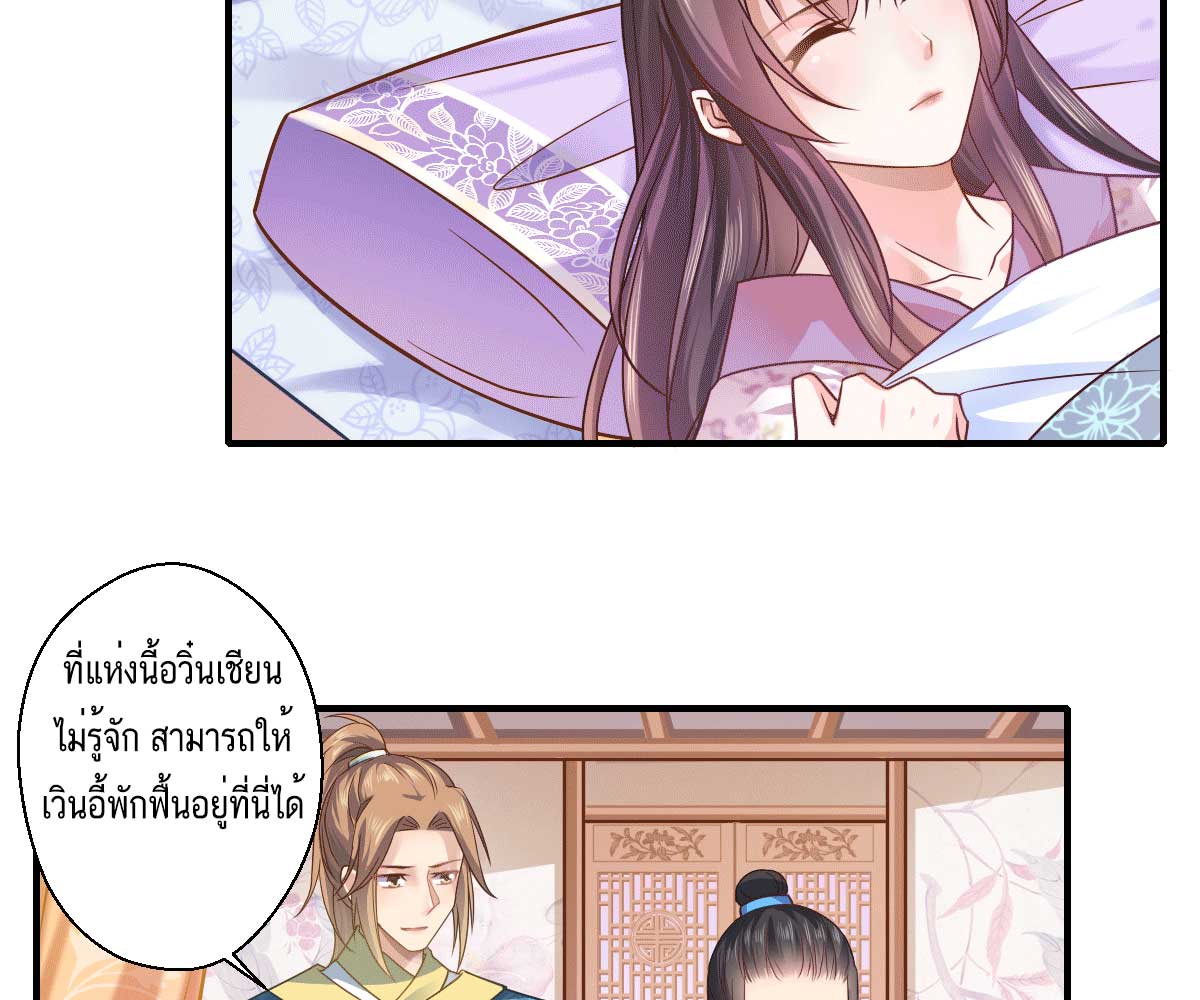 ที่แห่งนี้อวิ๋นเชียน
ไม่รู้จัก สามารถให้
เวินอี้พักฟื้นอยู่ที่นี่ได้